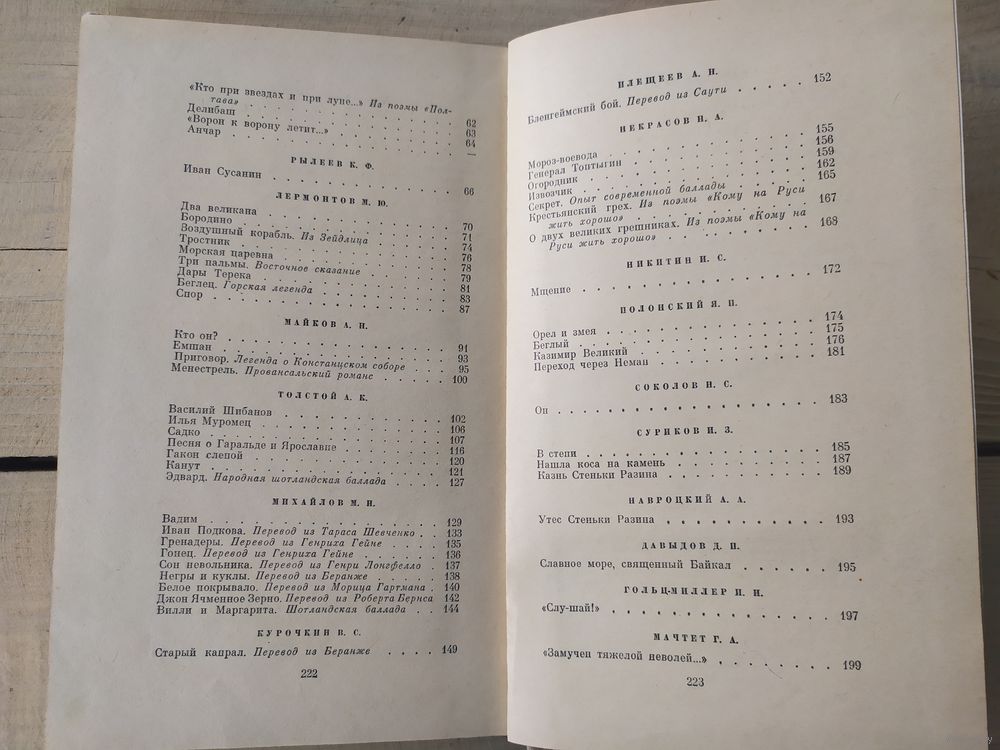 «Кто при звездах и при луне...» Из поэмы «Пол-
тава» . . . . . . . . . . 62
Делибаш . . . . . . . . . . 63
«Ворон к ворону летит...» . . . . . . . . . . 64
Анчар . . . . . . . . . . —
РЫЛЕЕВ К. Ф.
Иван Сусанин . . . . . . . . . . 66
ЛЕРМОНТОВ М. Ю.
Два великана . . . . . . . . . . 70
Бородино . . . . . . . . . . 71
Воздушный корабль. Из Зейдлица . . . . . . 74
Тростник . . . . . . . . . . 76
Морская царевна . . . . . . . . . . 78
Три пальмы. Восточное сказание . . . . . . 79
Дары Терека . . . . . . . . . . 81
Беглец. Горская легенда . . . . . . . . 83
Спор . . . . . . . . . . 87
МАЙКОВ А. Н.
Кто он? . . . . . . . . . . 91
Емшан . . . . . . . . . . 93
Приговор. Легенда о Констанцском соборе . . . 95
Менестрель. Провансальский романс . . . . . 100
ТОЛСТОЙ А. К.
Василий Шибанов . . . . . . . . . . 102
Илья Муромец . . . . . . . . . . 106
Садко . . . . . . . . . . 107
Песня о Гаральде и Ярославне . . . . . . . 116
Гакон слепой . . . . . . . . . . 120
Канут . . . . . . . . . . 121
Эдвард. Народная шотландская баллада . . . . 127
МИХАЙЛОВ М. И.
Вадим . . . . . . . . . . 129
Иван Подкова. Перевод из Тараса Шевченко . . 133
Гренадеры. Перевод из Генриха Гейне . . . . 135
Гонец. Перевод из Генриха Гейне . . . . . 136
Сон невольника. Перевод из Генри Лонгфелло . 137
Негры и куклы. Перевод из Беранже . . . . . 138
Белое покрывало. Перевод из Морица Гартмана . 140
Джон Ячменное Зерно. Перевод из Роберта Бернса 142
Вилли и Маргарита. Шотландская баллада . . 144
КУРОЧКИН В. С.
Старый капрал. Перевод из Беранже . . . . 149
222
ПЛЕЩЕЕВ А. Н.
Бленгеймский бой. Перевод из Саути . . . . . 152
НЕКРАСОВ Н. А.
Мороз-воевода . . . . . . . . . . 155
Генерал Топтыгин . . . . . . . . . . 156
Огородник . . . . . . . . . . 159
Извозчик . . . . . . . . . . 162
Секрет. Опыт современной баллады . . . . . 165
Крестьянский грех. Из поэмы «Кому на Руси
жить хорошо» . . . . . . . . . . 167
О двух великих грешниках. Из поэмы «Кому на
Руси жить хорошо» . . . . . . . . 168
НИКИТИН И. С.
Мщение . . . . . . . . . . 172
ПОЛОНСКИЙ Я. П.
Орел и змея . . . . . . . . . . 174
Беглый . . . . . . . . . . 175
Казимир Великий . . . . . . . . . . 176
Переход через Неман . . . . . . . . . . 181
СОКОЛОВ Н. С.
Он . . . . . . . . . . 183
СУРИКОВ И. З.
В степи . . . . . . . . . . 185
Нашла коса на камень . . . . . . . . . . 187
Казнь Стеньки Разина . . . . . . . . . . 189
НАВРОЦКИЙ А. А.
Утес Стеньки Разина . . . . . . . . . . 193
ДАВЫДОВ Д. П.
Славное море, священный Байкал . . . . . . 195
ГОЛЬЦ-МИЛЛЕР И. И.
«Слу-шай!» . . . . . . . . . . 197
МАЧТЕТ Г. А.
«Замучен тяжелой неволей...» . . . . . . . 199
223